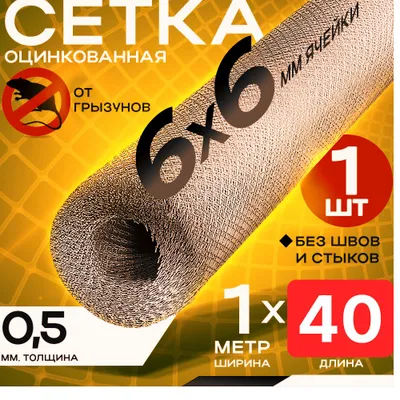 СЕТКА
ОЦИНКОВАННАЯ
ОТ
ГРЫЗУНОВ
6х6
ММ ЯЧЕЙКИ
1
ШТ
БЕЗ ШВОВ
И СТЫКОВ
0,5
ММ. ТОЛЩИНА
1 х 40
МЕТР
ШИРИНА
ДЛИНА